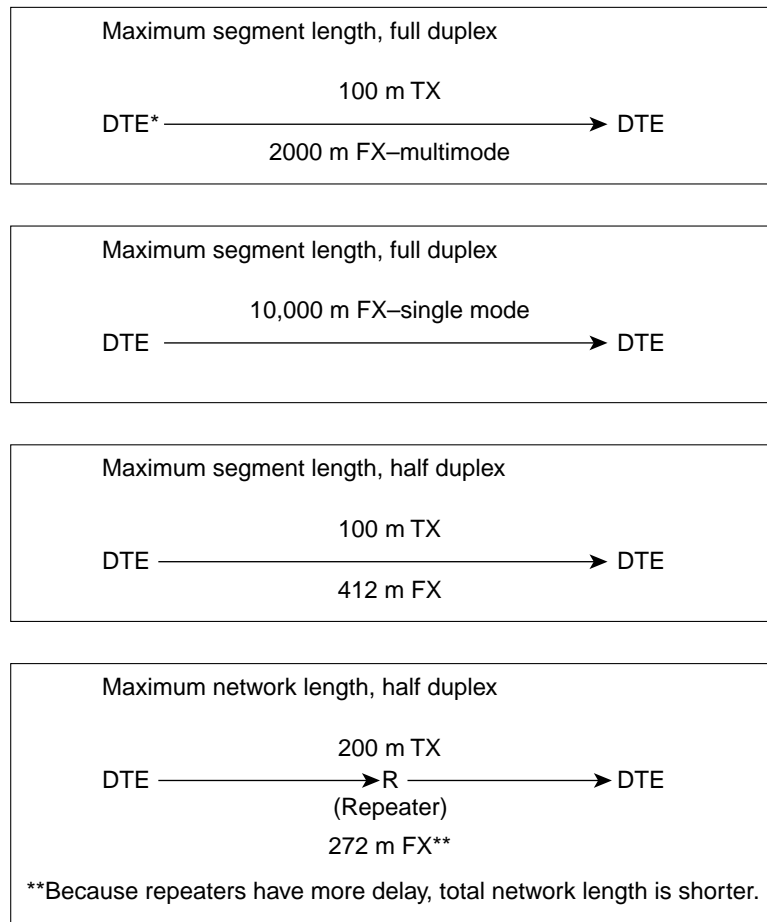 Maximum segment length, full duplex
100 m TX
DTE* DTE
2000 m FX–multimode
Maximum segment length, full duplex
10,000 m FX–single mode
DTE DTE
Maximum segment length, half duplex
100 m TX
DTE DTE
412 m FX
Maximum network length, half duplex
200 m TX
DTE R DTE
(Repeater)
272 m FX**
**Because repeaters have more delay, total network length is shorter.